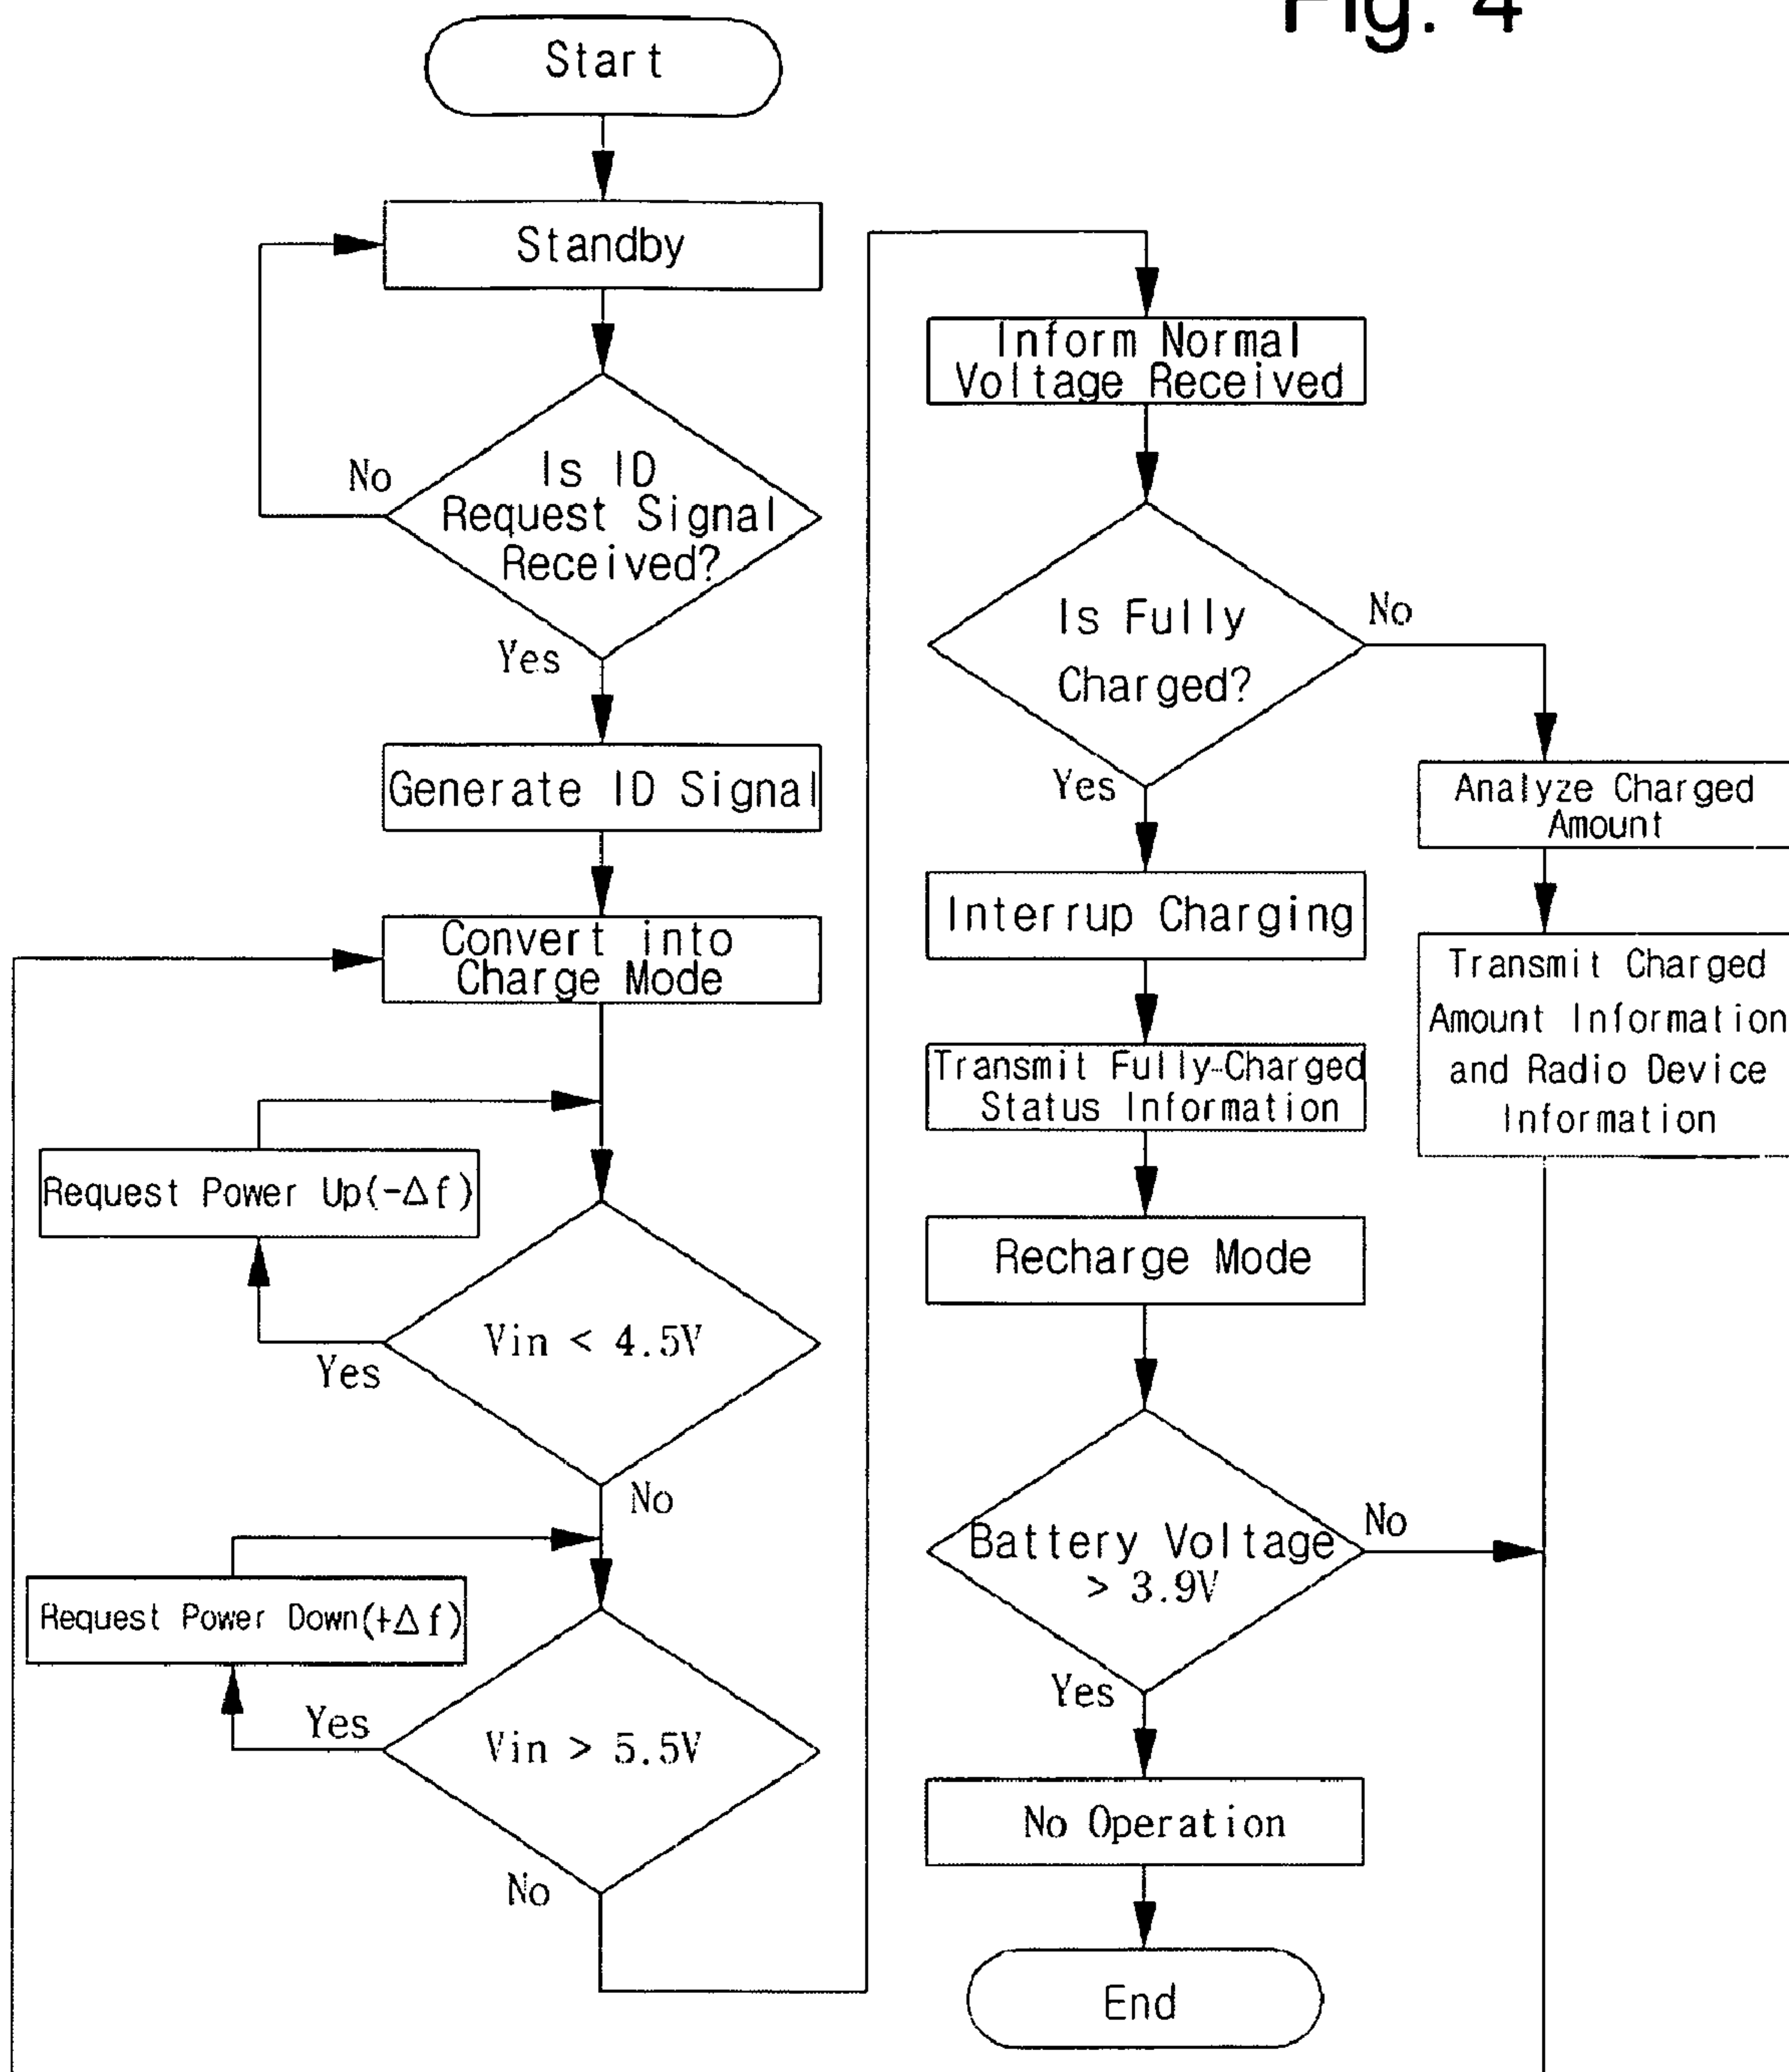 Fig. 4
Start
Standby
Is ID
Request Signal
Received?
No
Yes
Generate ID Signal
Convert into
Charge Mode
Request Power Up(-Δf)
Vin < 4.5V
Yes
No
Request Power Down(+Δf)
Vin > 5.5V
Yes
No
Inform Normal
Voltage Received
Is Fully
Charged?
No
Yes
Analyze Charged
Amount
Transmit Charged
Amount Information
and Radio Device
Information
Interrup Charging
Transmit Fully-Charged
Status Information
Recharge Mode
Battery Voltage
> 3.9V
No
Yes
No Operation
End